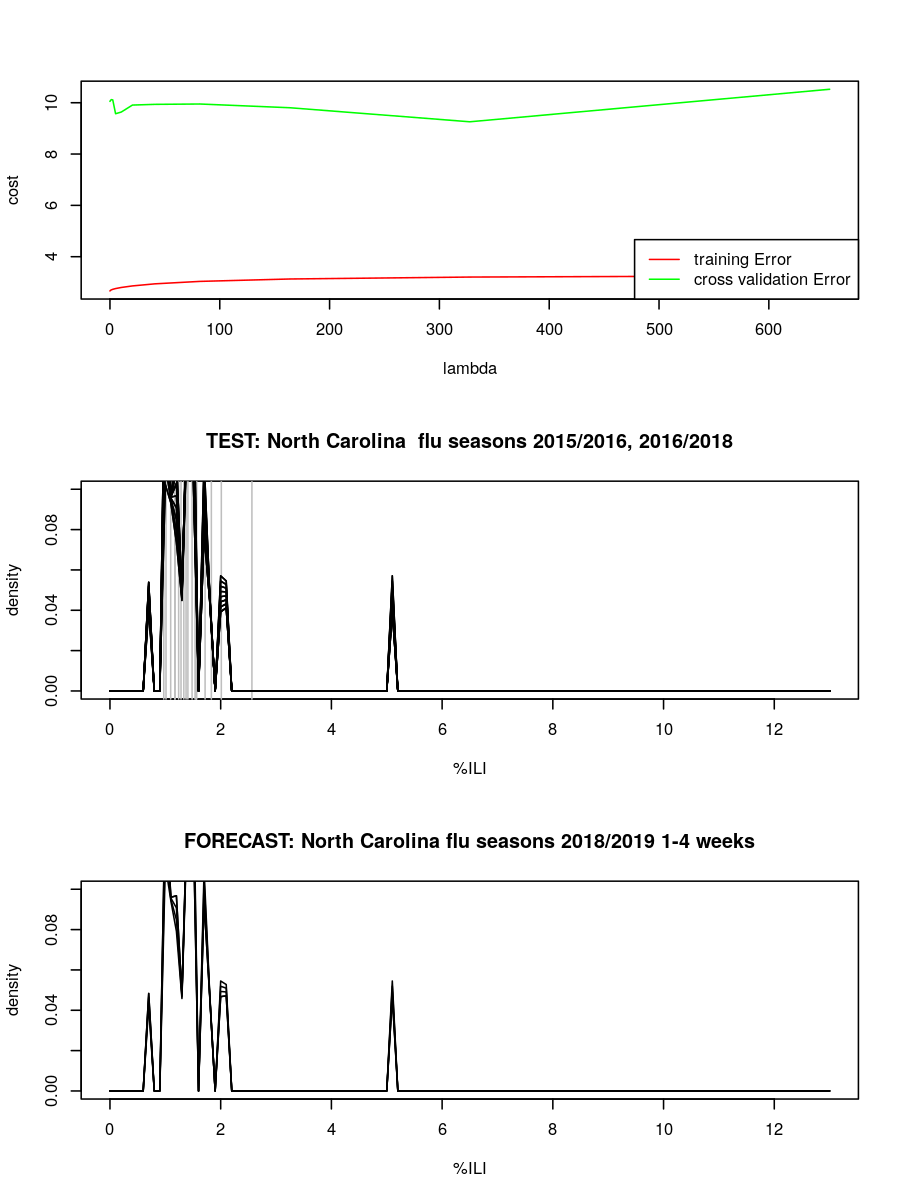 10
8
6
4
cost
training Error
cross validation Error
0 100 200 300 400 500 600
lambda
TEST: North Carolina  flu seasons 2015/2016, 2016/2018
0.08
0.04
0.00
density
0 2 4 6 8 10 12
%ILI
FORECAST: North Carolina flu seasons 2018/2019 1-4 weeks
0.08
0.04
0.00
density
0 2 4 6 8 10 12
%ILI